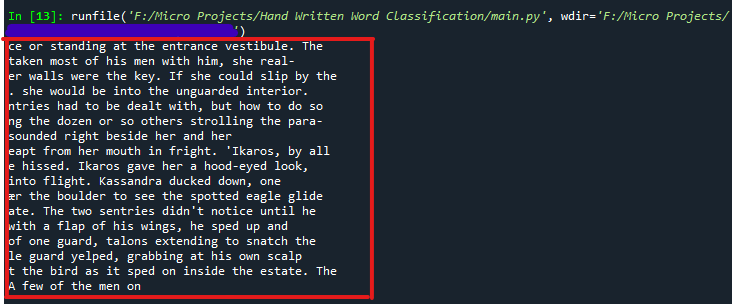 In [13]: runfile('F:/Micro Projects/Hand Written Word Classification/main.py', wdir='F:/Micro Projects/
')
ce or standing at the entrance vestibule. The
taken most of his men with him, she real-
er walls were the key. If she could slip by the
. she would be into the unguarded interior.
ntries had to be dealt with, but how to do so
ng the dozen or so others strolling the para-
sounded right beside her and her
eapt from her mouth in fright. 'Ikaros, by all
e hissed. Ikaros gave her a hood-eyed look,
into flight. Kassandra ducked down, one
ær the boulder to see the spotted eagle glide
ate. The two sentries didn't notice until he
with a flap of his wings, he sped up and
of one guard, talons extending to snatch the
le guard yelped, grabbing at his own scalp
t the bird as it sped on inside the estate. The
A few of the men on